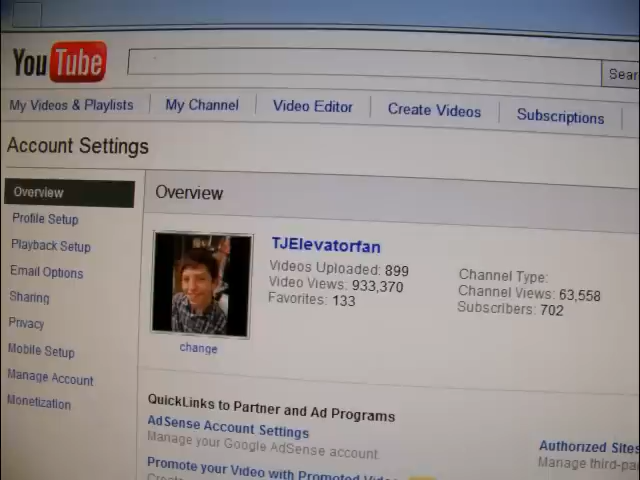 YouTube
Sear
My Videos & Playlists
My Channel
Video Editor
Create Videos
Subscriptions
Account Settings
Overview
Profile Setup
Playback Setup
Email Options
Sharing
Privacy
Mobile Setup
Manage Account
Monetization
Overview
TJElevatorfan
Videos Uploaded: 899
Video Views: 933,370
Favorites: 133
Channel Type:
Channel Views: 63,558
Subscribers: 702
change
QuickLinks to Partner and Ad Programs
AdSense Account Settings
Manage your Google AdSense account.
Promote your Video with Promoted
Authorized Sites
Manage third-pa